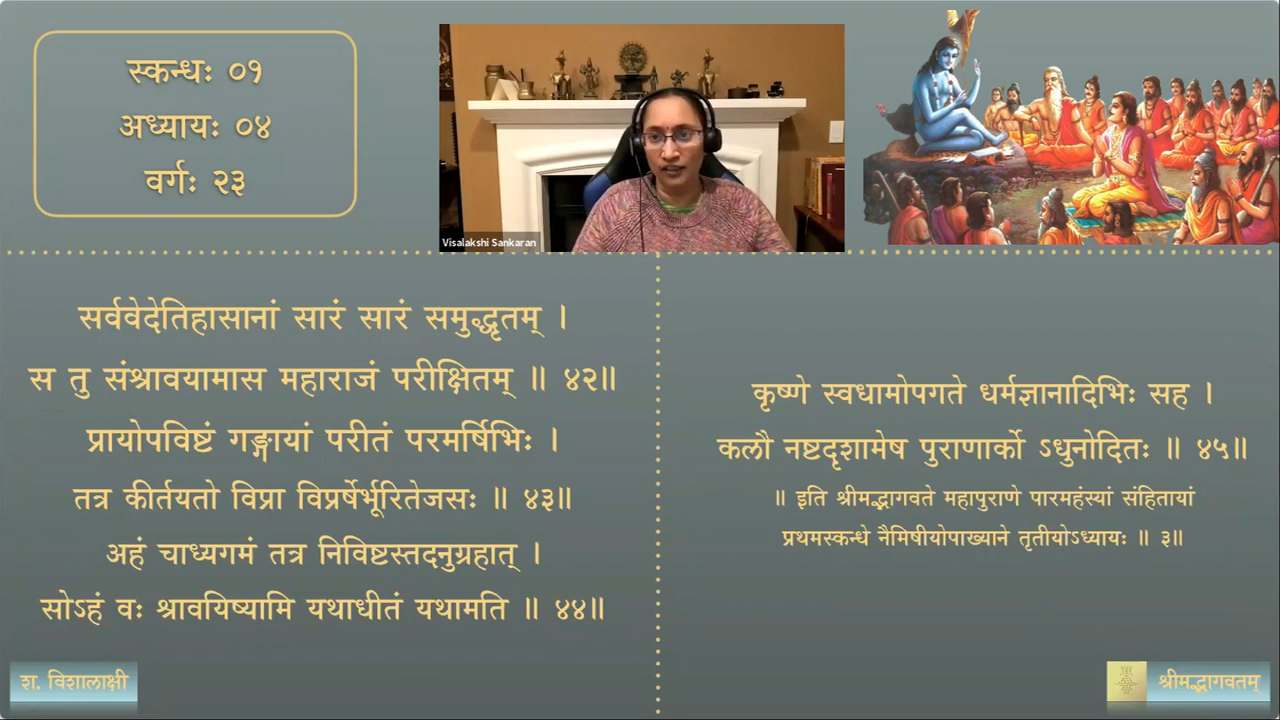 स्कन्धः ०१
अध्यायः ०४
वर्गः २३
Visalakshi Sankaran
सर्ववेदेतिहासानां सारं सारं समुद्धृतम् ।
स तु संश्रावयामास महाराजं परीक्षितम् ॥ ४२॥
प्रायोपविष्टं गङ्गायां परीतं परमर्षिभिः ।
तत्र कीर्तयतो विप्रा विप्रर्षेर्भूरितेजसः ॥ ४३॥
अहं चाध्यगमं तत्र निविष्टस्तदनुग्रहात् ।
सोऽहं वः श्रावयिष्यामि यथाधीतं यथामति ॥ ४४॥
कृष्णे स्वधामोपगते धर्मज्ञानादिभिः सह ।
कलौ नष्टदृशामेष पुराणार्को ऽधुनोदितः ॥ ४५॥
॥ इति श्रीमद्भागवते महापुराणे पारमहंस्यां संहितायां
प्रथमस्कन्धे नैमिषीयोपाख्याने तृतीयोऽध्यायः ॥ ३॥
श. विशालाक्षी
श्रीमद्भागवतम्